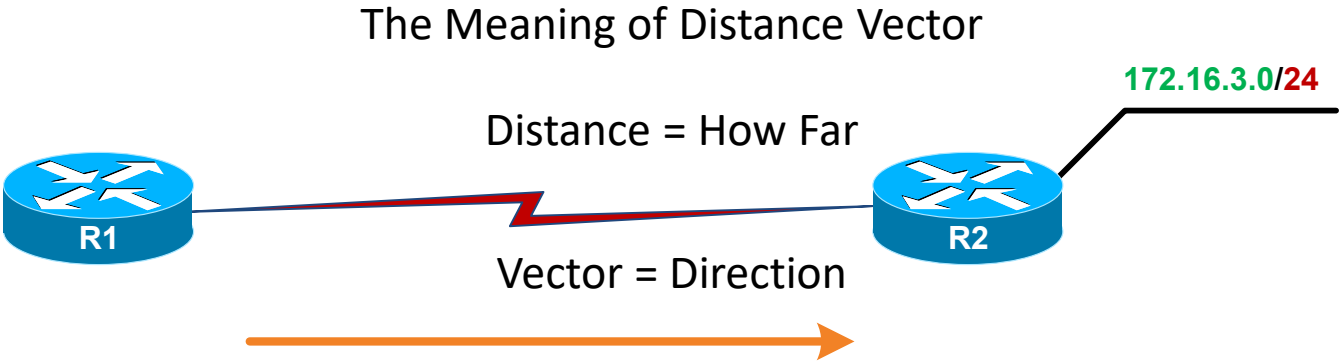 The Meaning of Distance Vector
172.16.3.0/24
Distance = How Far
R1
R2
Vector = Direction